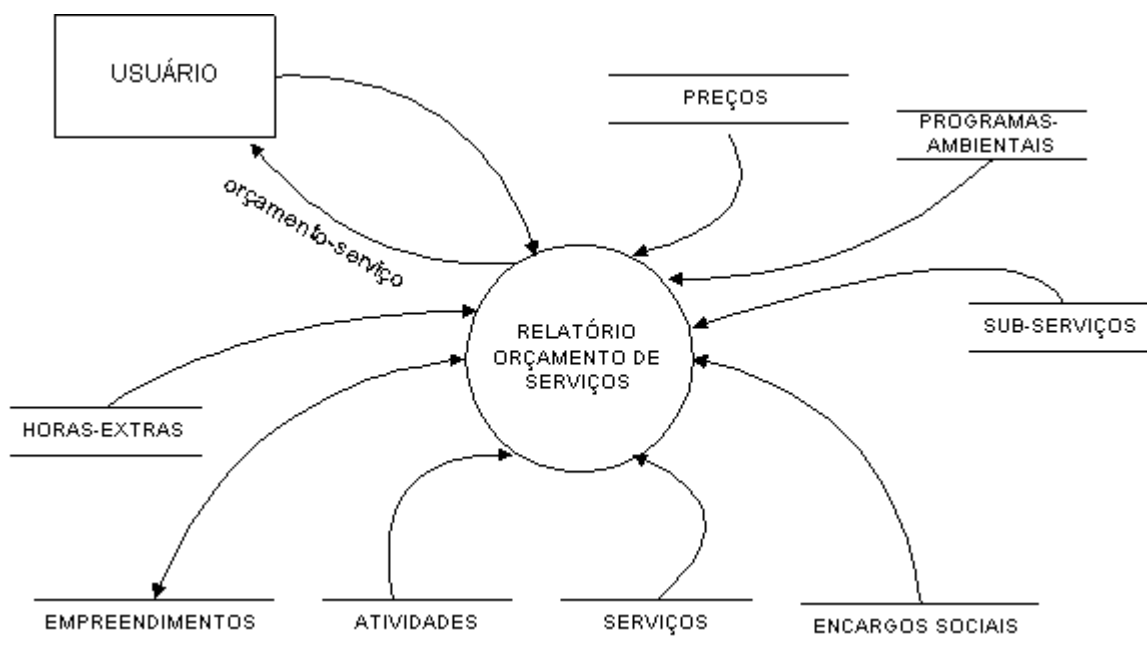 USUÁRIO
PREÇOS
PROGRAMAS-
AMBIENTAIS
orçamento-serviço
SUB-SERVIÇOS
RELATÓRIO
ORÇAMENTO DE
SERVIÇOS
HORAS-EXTRAS
EMPREENDIMENTOS
ATIVIDADES
SERVIÇOS
ENCARGOS SOCIAIS